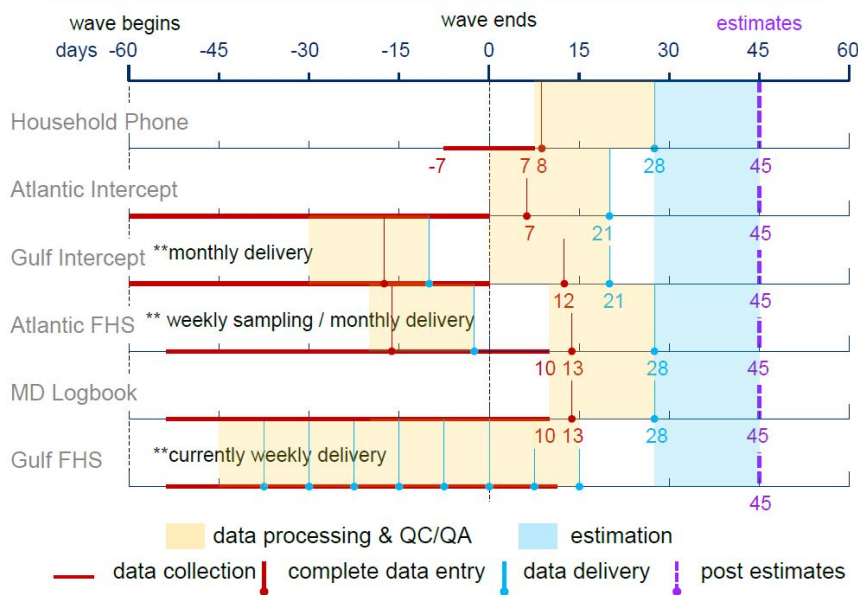 wave begins wave ends estimates
days -60 -45 -30 -15 0 15 30 45 60
Household Phone
-7 7 8 28 45
Atlantic Intercept
7 21 45
Gulf Intercept **monthly delivery
12 21 45
Atlantic FHS ** weekly sampling / monthly delivery
10 13 28 45
MD Logbook
10 13 28 45
Gulf FHS **currently weekly delivery
45
data processing & QC/QA estimation
data collection complete data entry data delivery post estimates